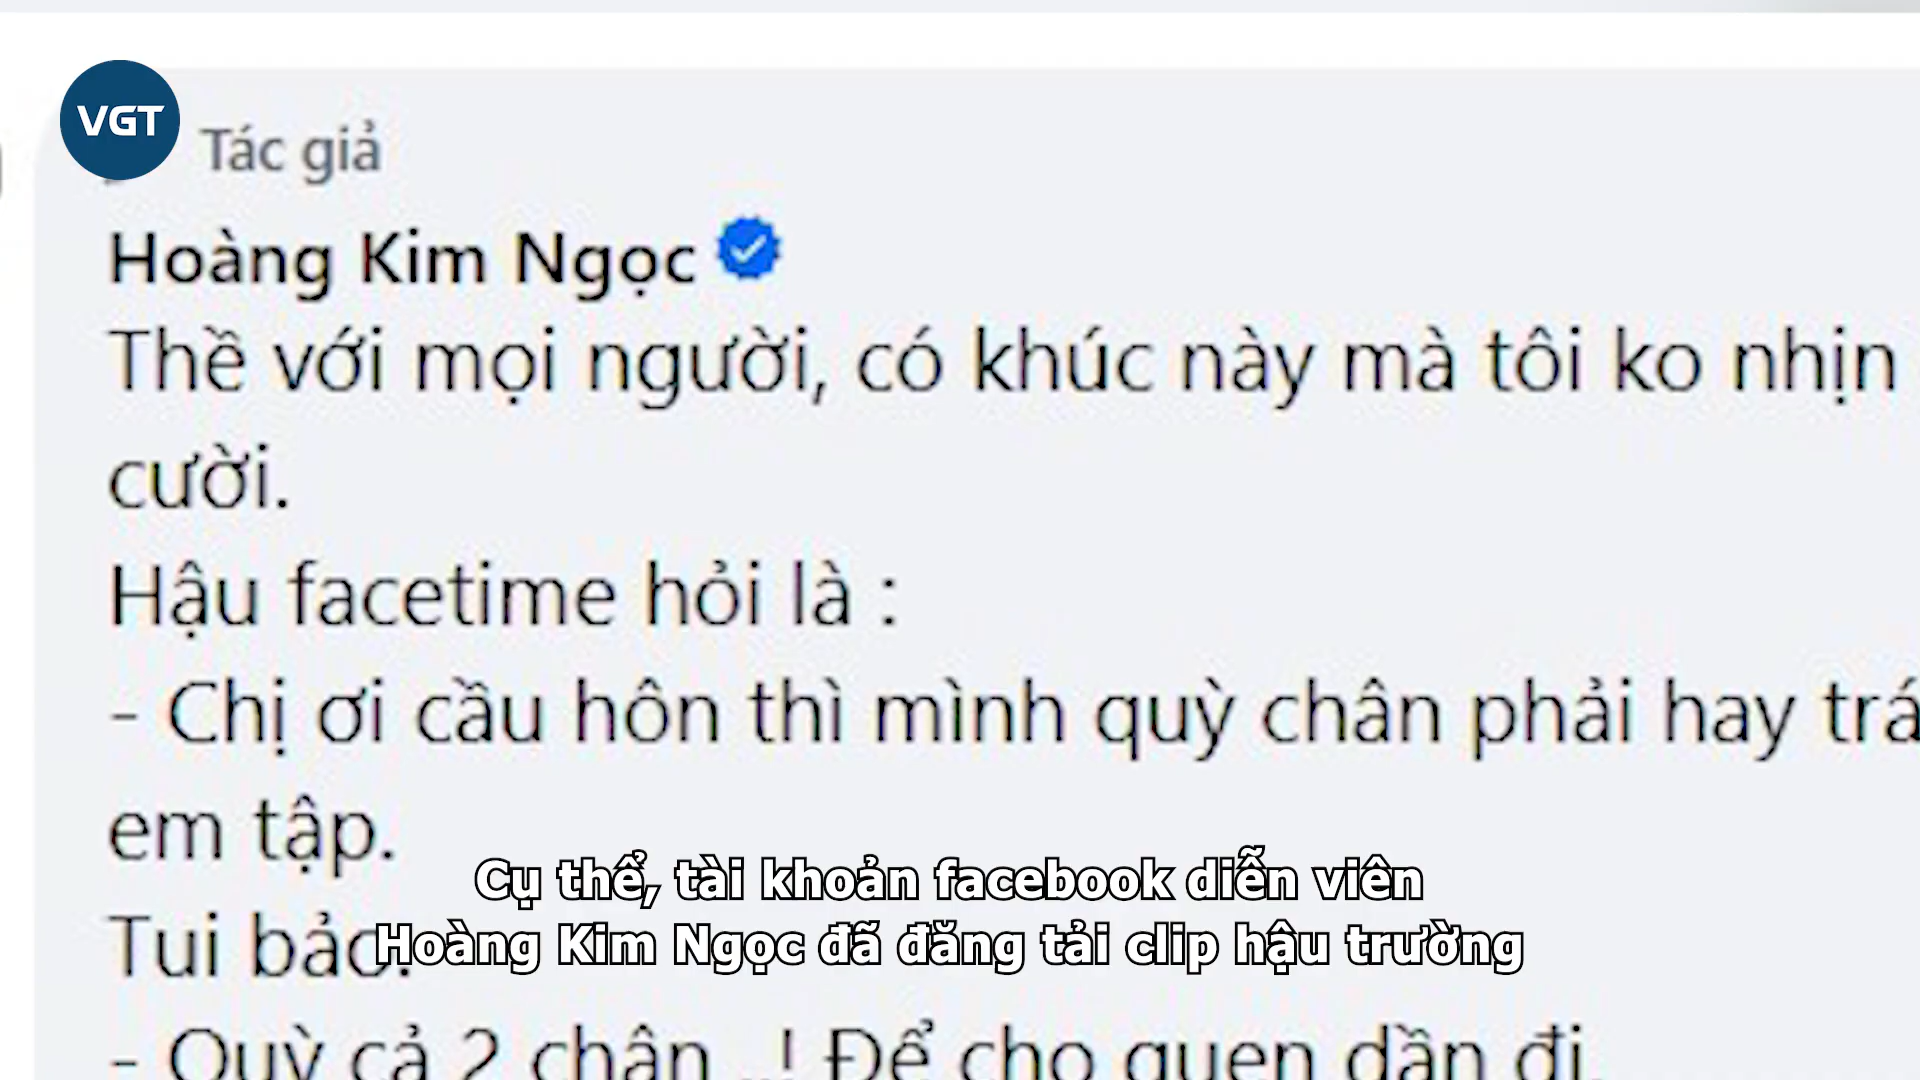 VGT
Tác giả
Hoàng Kim Ngọc
Thề với mọi người, có khúc này mà tôi ko nhịn
cười.
Hậu facetime hỏi là :
- Chị ơi cầu hôn thì mình quỳ chân phải hay
em tập.
Cụ thể, tài khoản facebook diễn viên
Tui bảo:
Hoàng Kim Ngọc đã đăng tải clip hậu trường
- Quỳ cả 2 chân ..! Để cho quen dần đi.